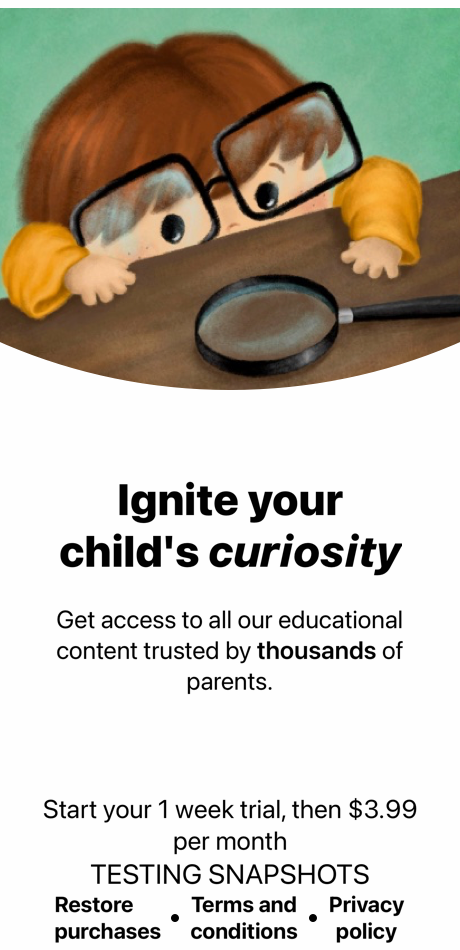 Ignite your
child's curiosity
Get access to all our educational
content trusted by thousands of
parents.
Start your 1 week trial, then $3.99
per month
TESTING SNAPSHOTS
Restore purchases • Terms and conditions • Privacy policy